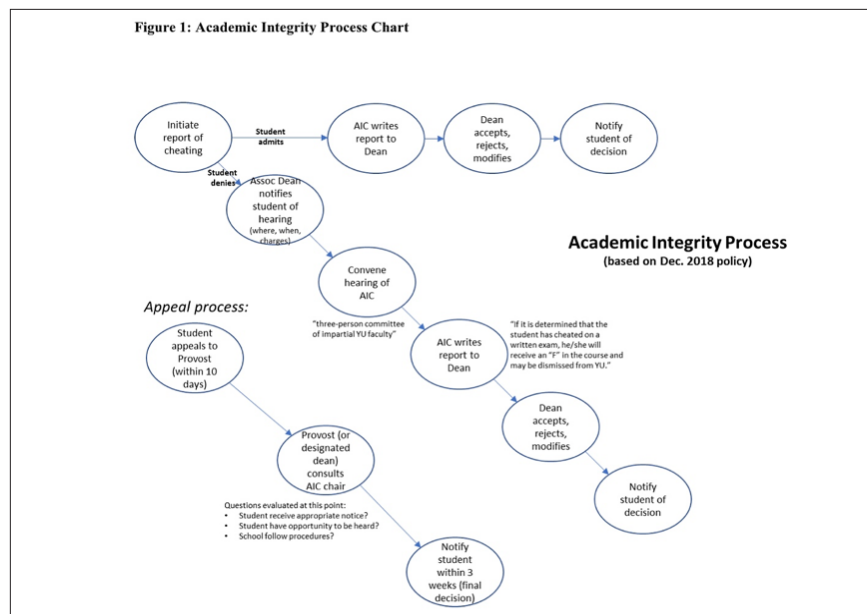 Figure 1: Academic Integrity Process Chart
Initiate
report of
cheating
Student
admits
AIC writes
report to
Dean
Dean
accepts,
rejects,
modifies
Notify
student of
decision
Student
denies
Assoc Dean
notifies
student of
hearing
(where, when,
charges)
Academic Integrity Process
(based on Dec. 2018 policy)
Convene
hearing of
AIC
"three-person committee
of impartial YU faculty"
AIC writes
report to
Dean
"If it is determined that the
student has cheated on a
written exam, he/she will
receive an "F" in the course and
may be dismissed from YU."
Dean
accepts,
rejects,
modifies
Notify
student of
decision
Appeal process:
Student
appeals to
Provost
(within 10
days)
Provost (or
designated
dean)
consults
AIC chair
Questions evaluated at this point:
• Student receive appropriate notice?
• Student have opportunity to be heard?
• School follow procedures?
Notify
student
within 3
weeks (final
decision)